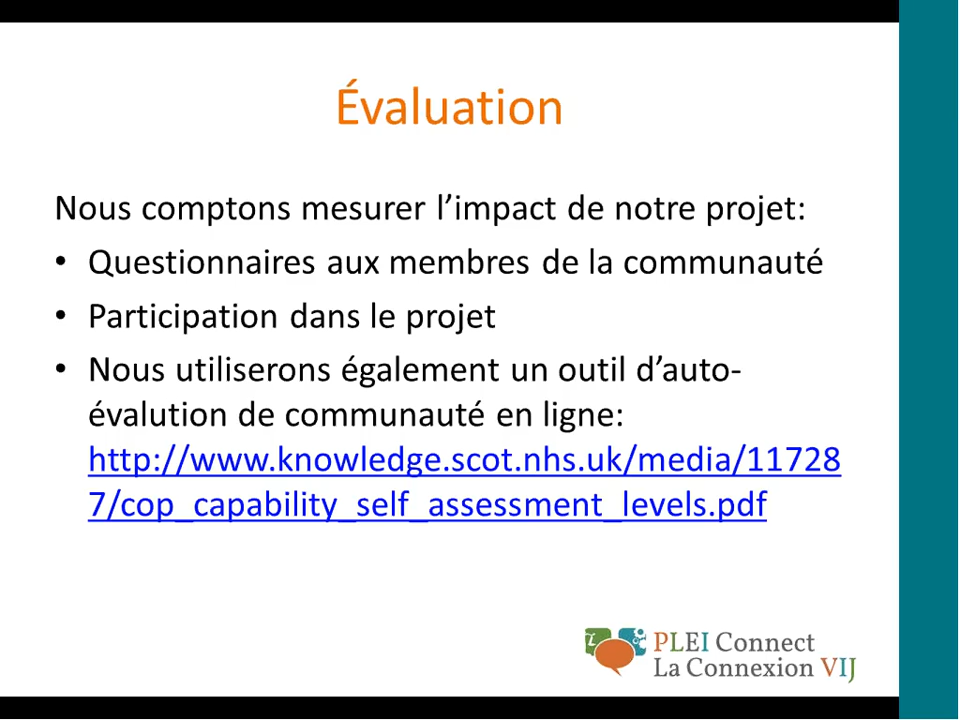 Évaluation
Nous comptons mesurer l’impact de notre projet:
• Questionnaires aux membres de la communauté
• Participation dans le projet
• Nous utiliserons également un outil d’auto-
évalution de communauté en ligne:
http://www.knowledge.scot.nhs.uk/media/11728
7/cop_capability_self_assessment_levels.pdf
PLEI Connect
La Connexion VIJ